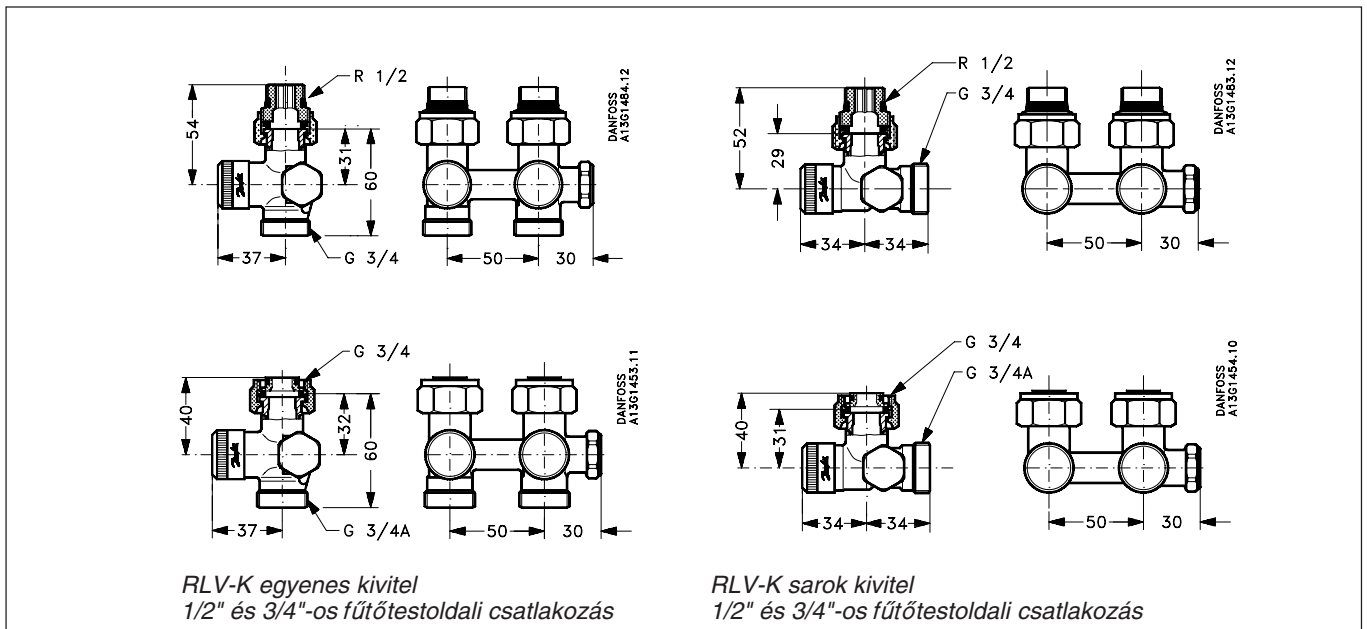 R 1/2
54
31
60
37
G 3/4
50
30
DANFOSS
A13G1484.12
R 1/2
G 3/4
52
29
34
34
50
30
DANFOSS
A13G1483.12
G 3/4
40
32
60
37
G 3/4A
50
30
DANFOSS
A13G1453.11
G 3/4
G 3/4A
40
31
34
34
50
30
DANFOSS
A13G1454.10
RLV-K egyenes kivitel
1/2" és 3/4"-os fűtőtestoldali csatlakozás
RLV-K sarok kivitel
1/2" és 3/4"-os fűtőtestoldali csatlakozás